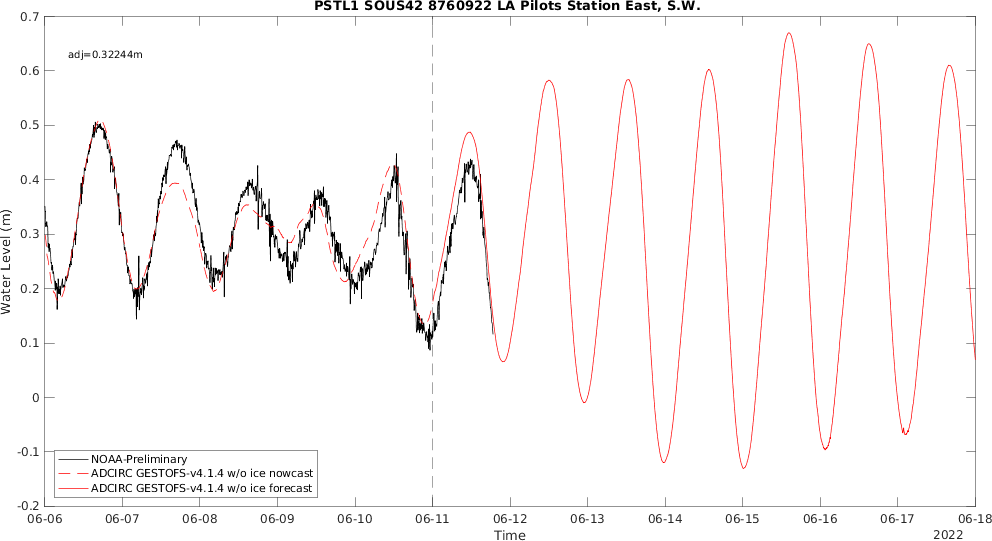 PSTL1 SOUS42 8760922 LA Pilots Station East, S.W.
adj=0.32244m
Water Level (m)
0.7
0.6
0.5
0.4
0.3
0.2
0.1
0
-0.1
-0.2
NOAA-Preliminary
ADCIRC GESTOFS-v4.1.4 w/o ice nowcast
ADCIRC GESTOFS-v4.1.4 w/o ice forecast
06-06 06-07 06-08 06-09 06-10 06-11 06-12 06-13 06-14 06-15 06-16 06-17 06-18
Time
2022